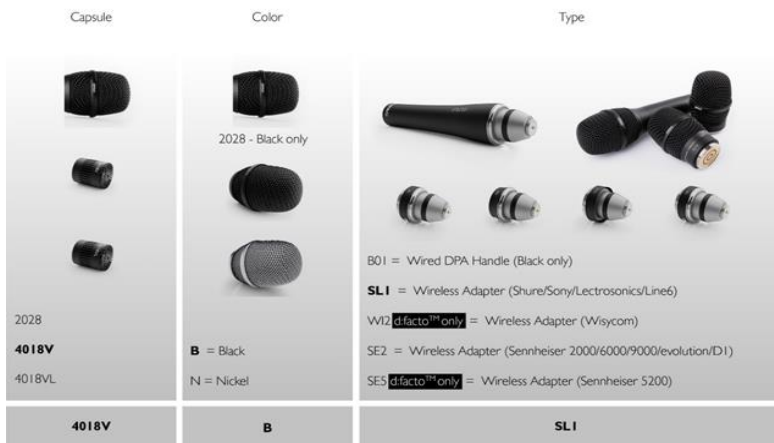 Capsule
Color
Type
2028 - Black only
2028
4018V
4018VL
B = Black
N = Nickel
B01 = Wired DPA Handle (Black only)
SL1 = Wireless Adapter (Shure/Sony/Lectrosonics/Line6)
WI2 d:facto™ only = Wireless Adapter (Wisycom)
SE2 = Wireless Adapter (Sennheiser 2000/6000/9000/evolution/D1)
SE5 d:facto™ only = Wireless Adapter (Sennheiser 5200)
4018V
B
SL1